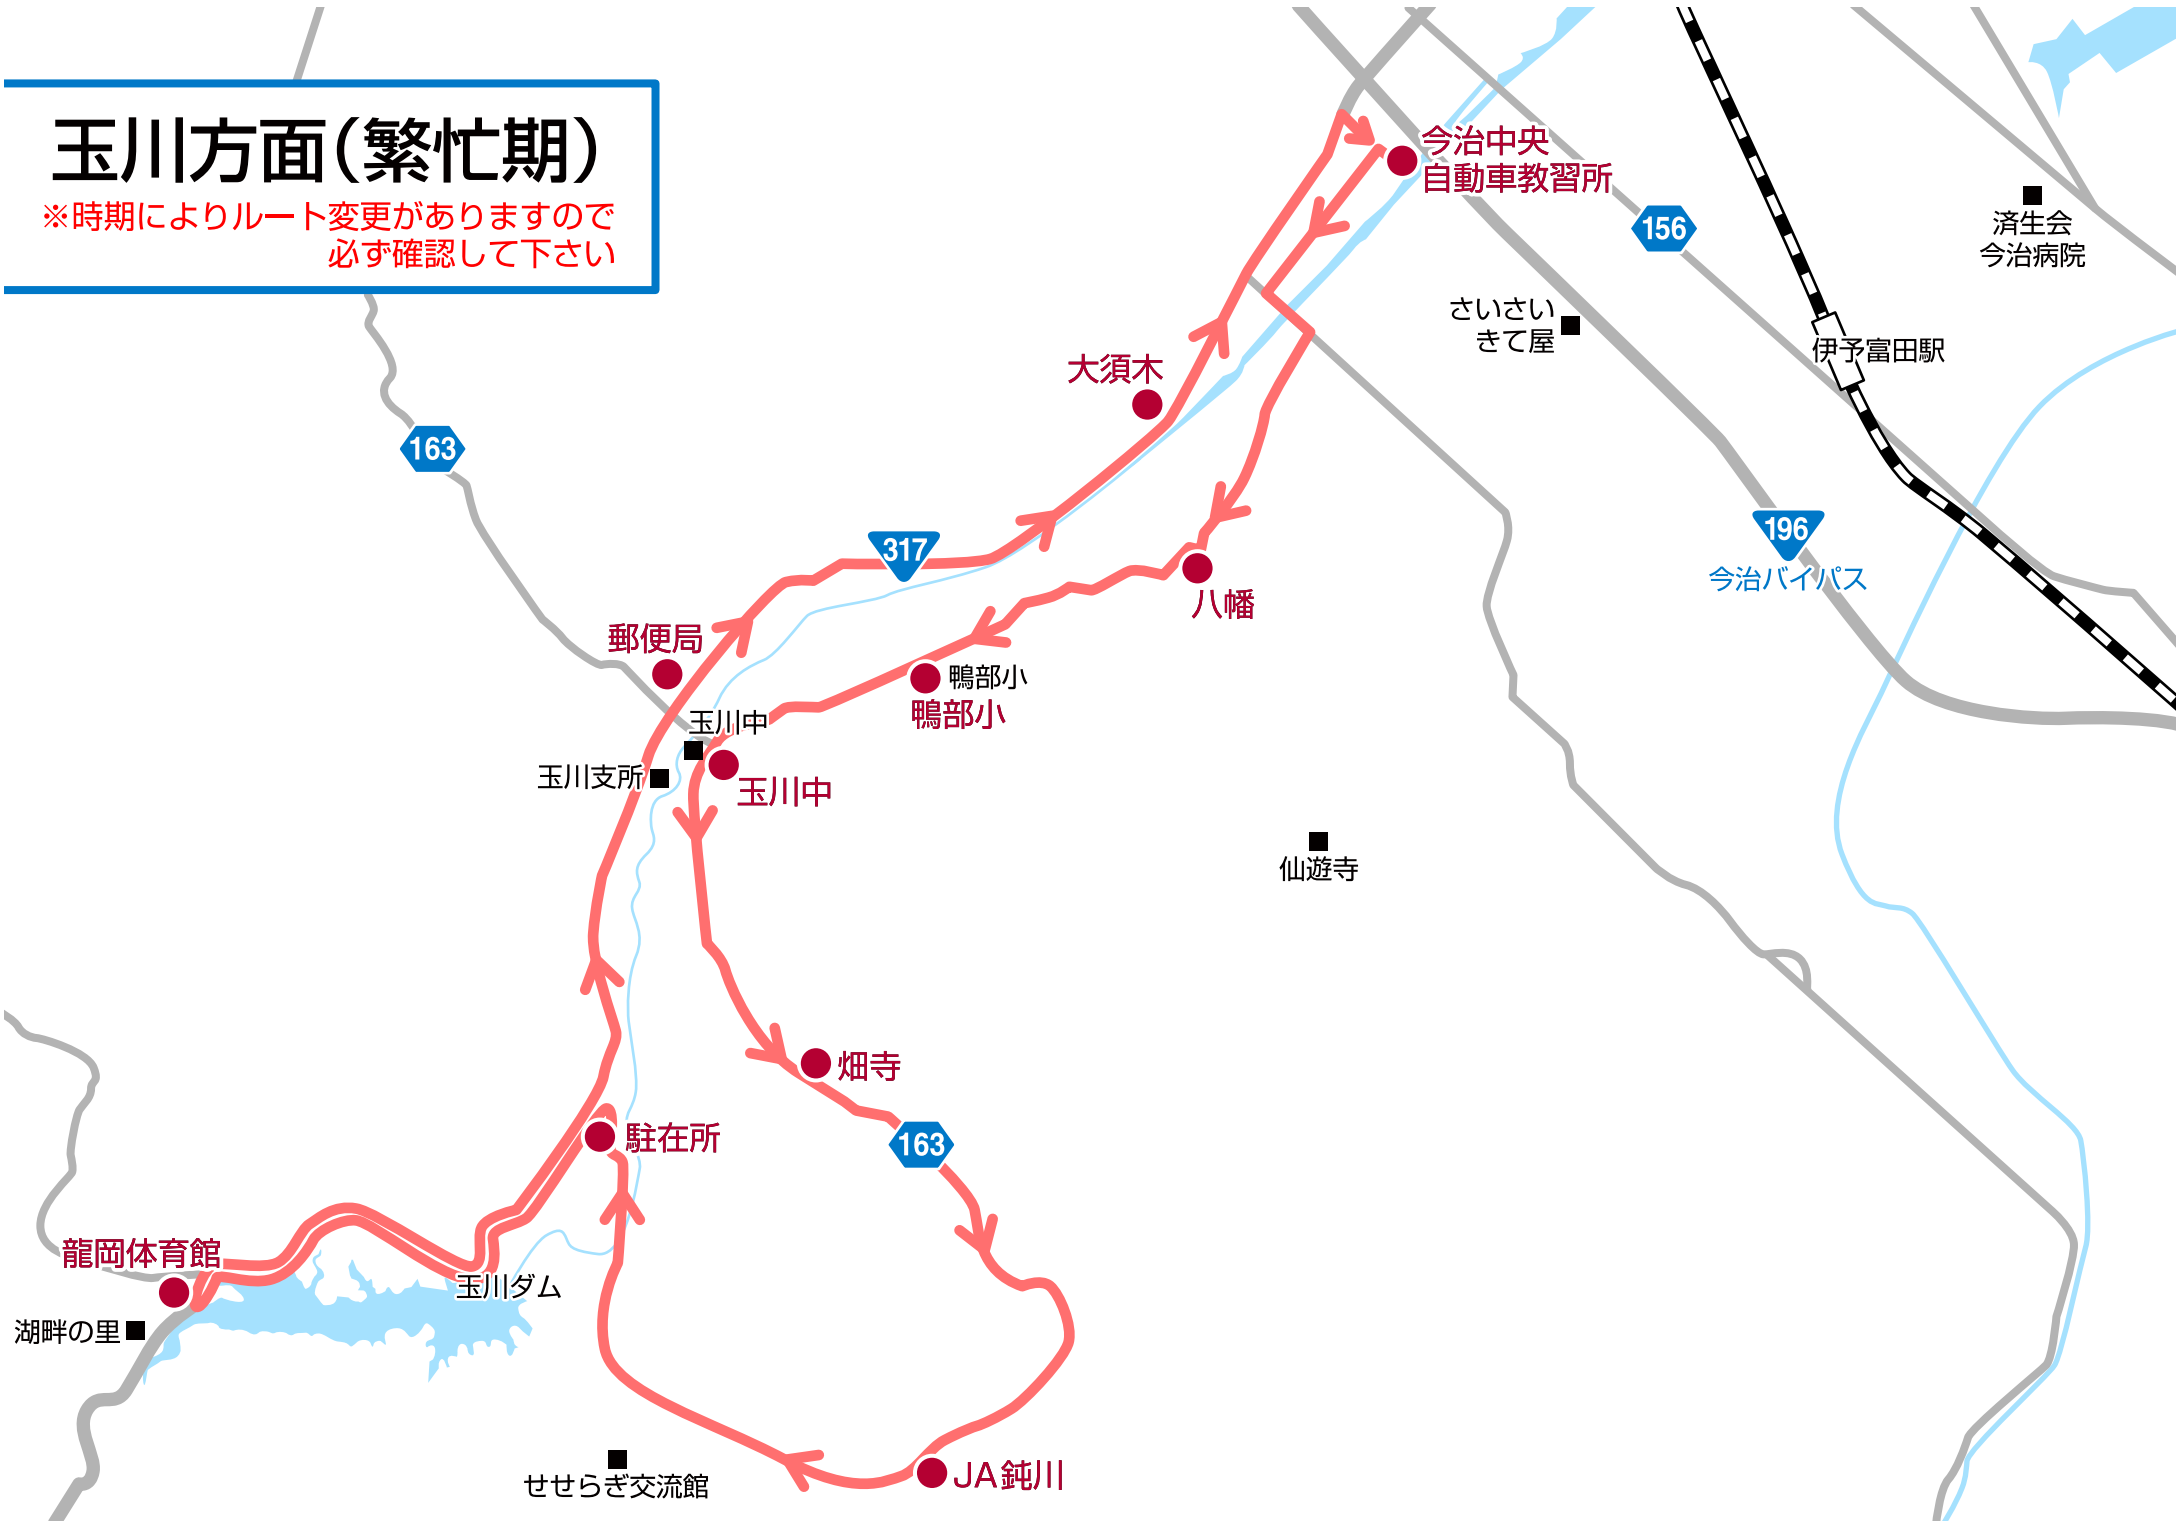 玉川方面(繁忙期)
※時期によりルート変更がありますので
必ず確認して下さい
今治中央
自動車教習所
156
済生会
今治病院
さいさい
きて屋
伊予富田駅
大須木
163
317
196
今治バイパス
八幡
郵便局
鴨部小
鴨部小
玉川中
玉川支所
玉川中
仙遊寺
畑寺
駐在所
163
龍岡体育館
玉川ダム
湖畔の里
せせらぎ交流館
JA鈍川